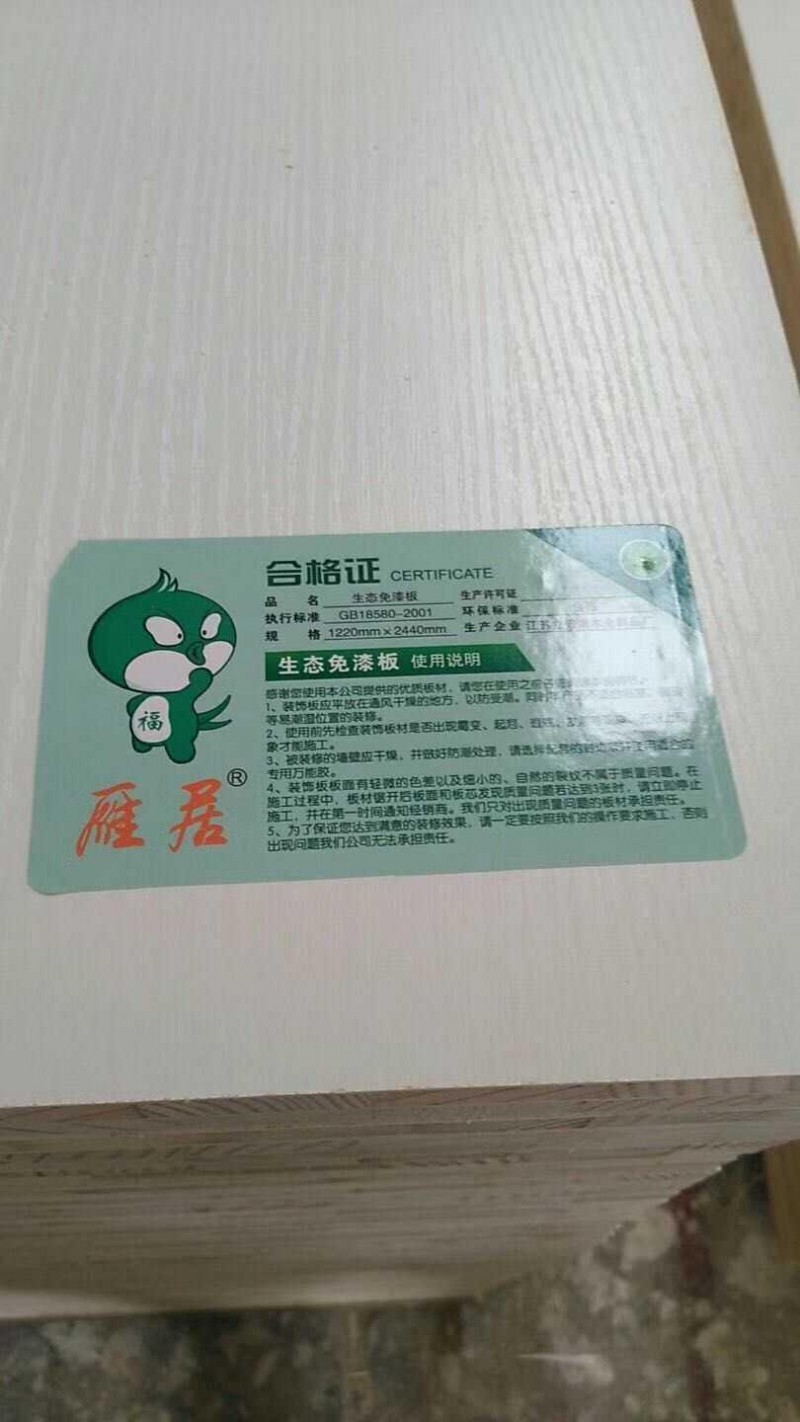 合格证 CERTIFICATE
品 名 生态免漆板 生产许可证
执行标准 GB18580-2001 环保标准
规 格 1220mm×2440mm 生产企业 江苏
生态免漆板 使用说明
感谢您使用本公司提供的优质板材，请您在使用之前
1、装饰板应平放在通风干燥的地方，以防受潮。
等易潮湿位置的装修。
2、使用前先检查装饰板材是否出现霉变、起泡、
象才能施工。
3、被装修的墙壁应干燥，并做好防潮处理，请选择
专用万能胶。
4、装饰板板面有轻微的色差以及细小的、自然的裂纹不属于质量问题。在
施工过程中，板材锯开后板面和板芯发现质量问题若达到3张时，请立即停止
施工，并在第一时间通知经销商。我们只对出现质量问题的板材承担责任。
5、为了保证您达到满意的装修效果，请一定要按照我们的操作要求施工，否则
出现问题我们公司无法承担责任。
福
雁居®